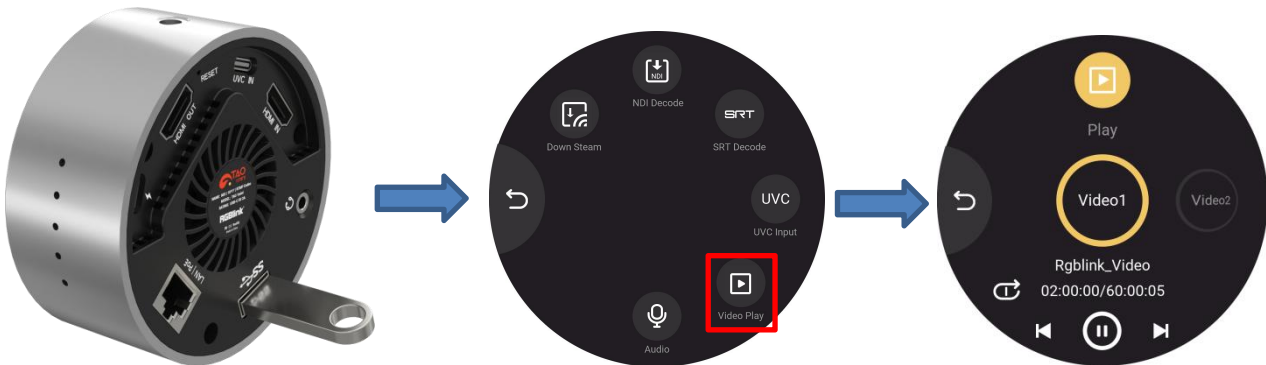 RESET
UVC IN
HDMI OUT
HDMI IN
TAO
RGBlink
LAN / PoE
NDI
NDI Decode
Down Steam
SRT
SRT Decode
UVC
UVC Input
Video Play
Audio
Play
Video1
Video2
Rgblink_Video
02:00:00/60:00:05